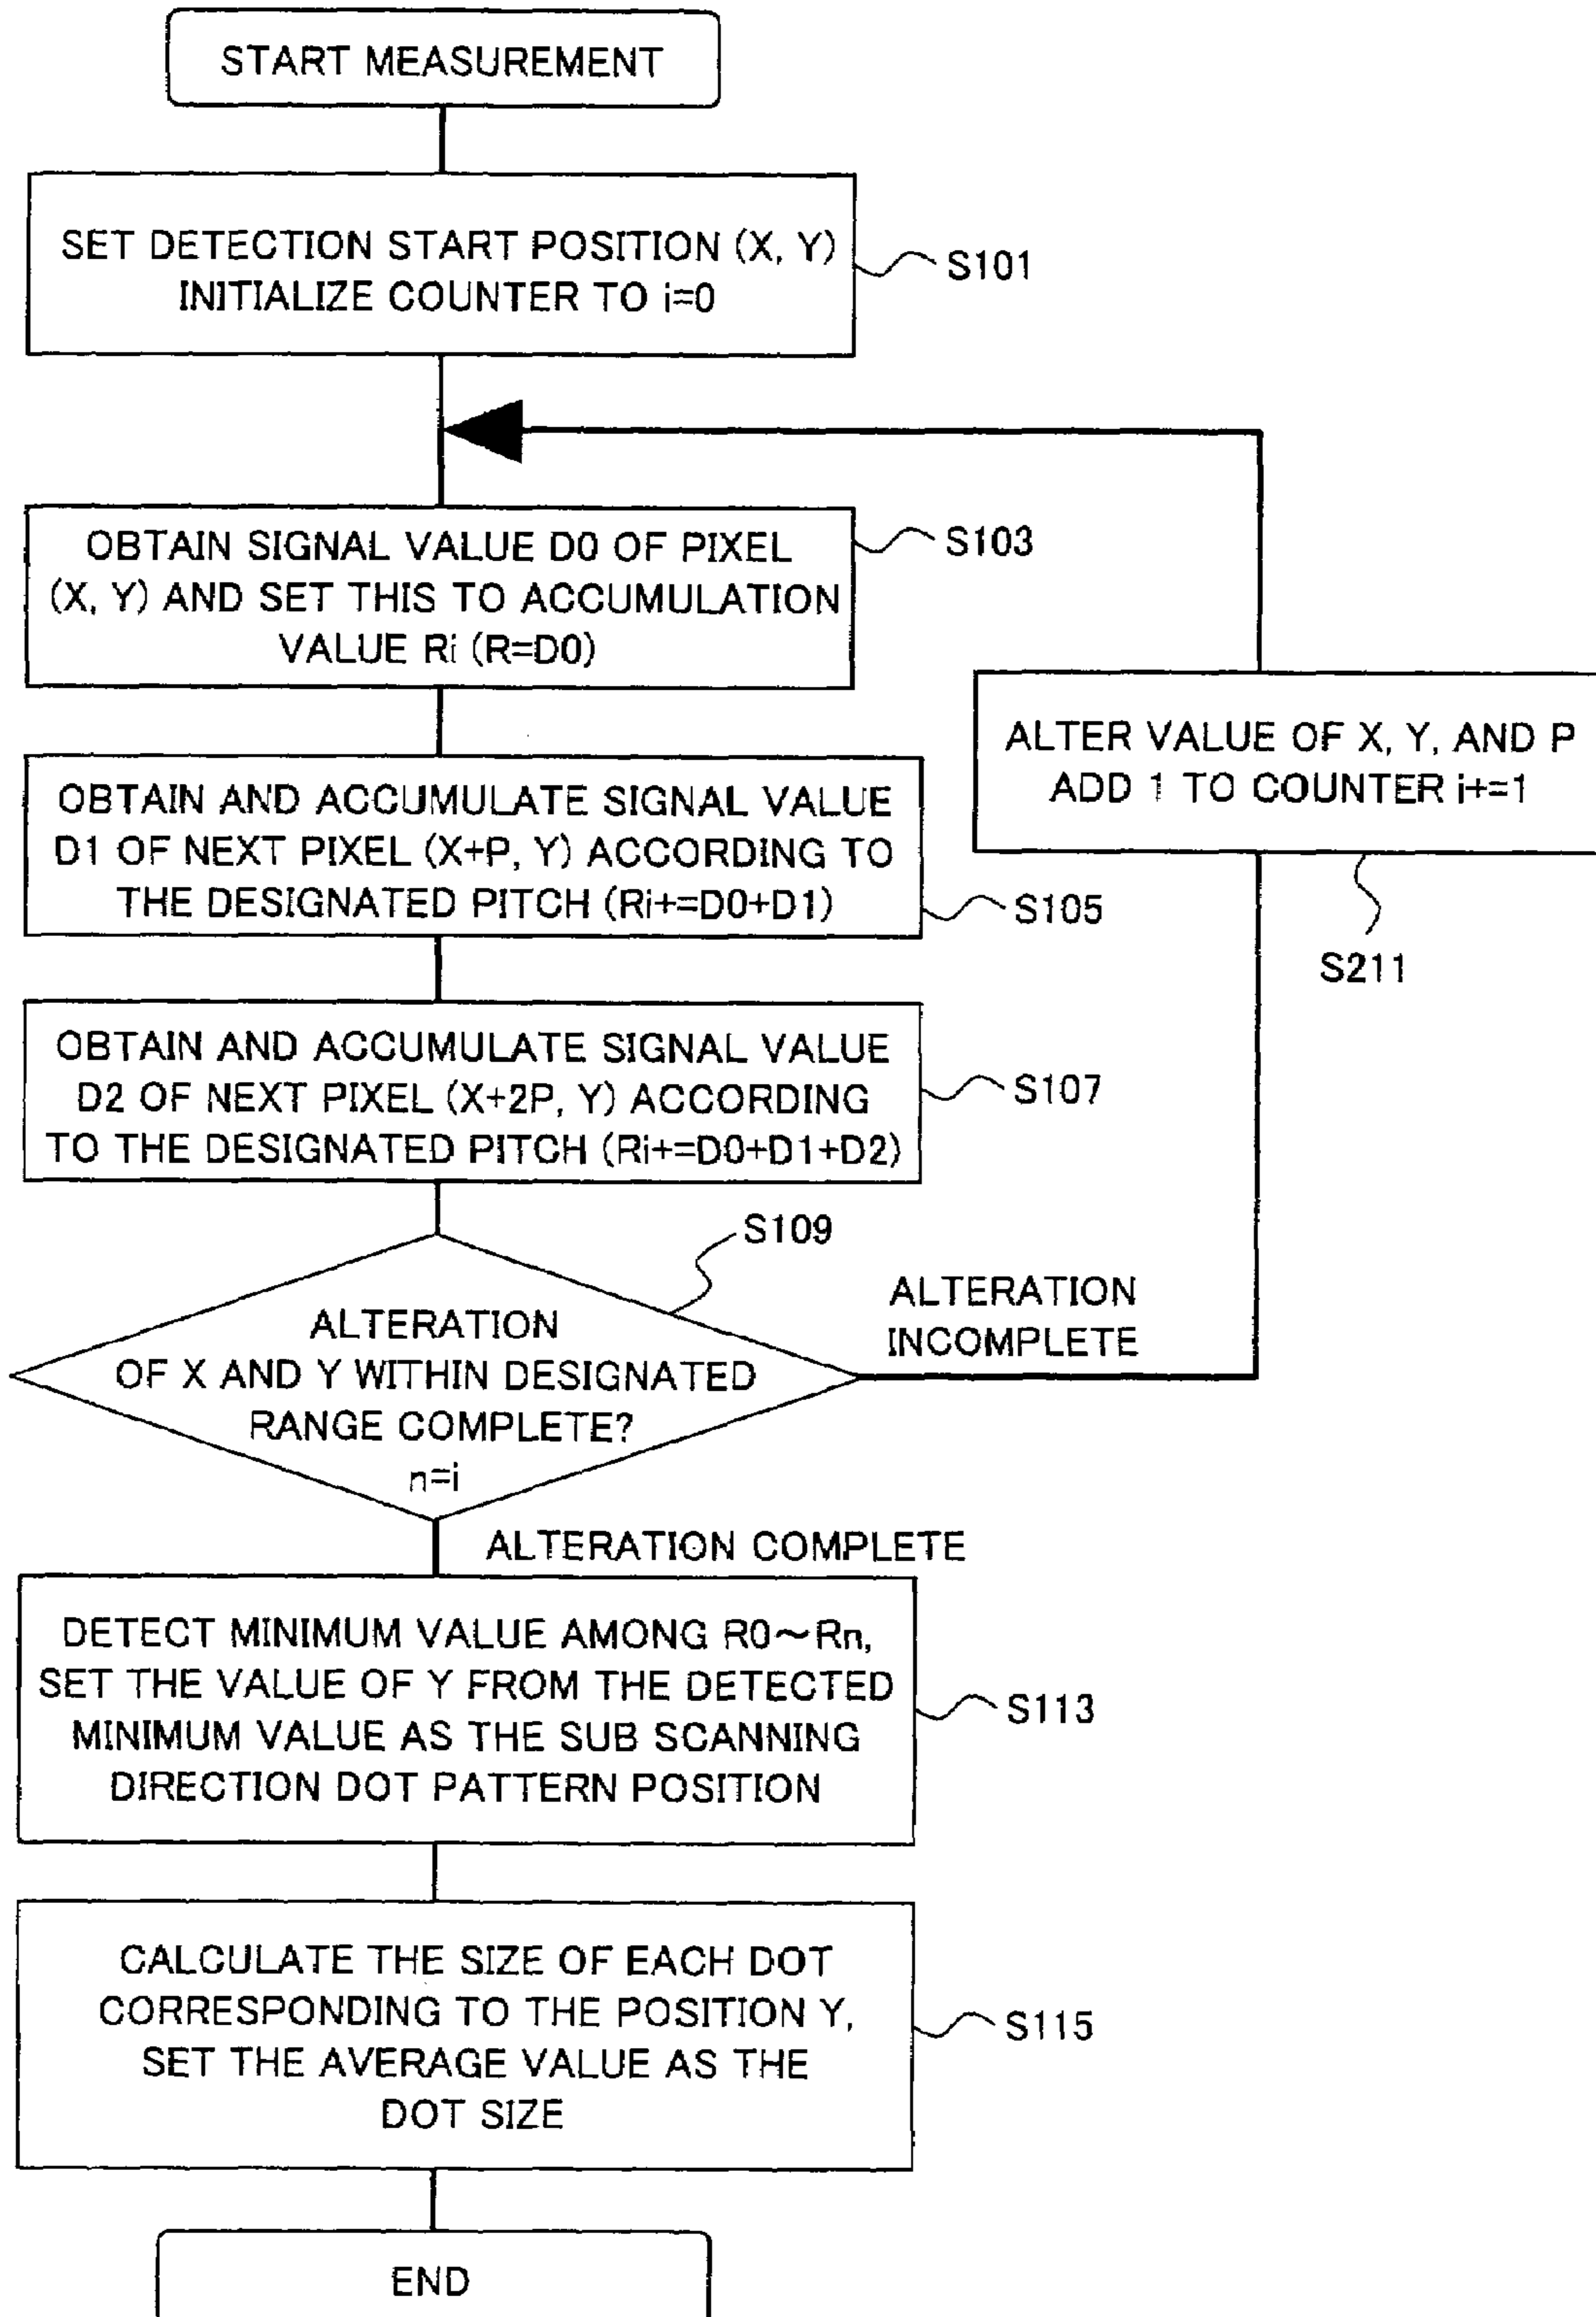 START MEASUREMENT
SET DETECTION START POSITION (X, Y)
INITIALIZE COUNTER TO i=0
S101
OBTAIN SIGNAL VALUE D0 OF PIXEL
(X, Y) AND SET THIS TO ACCUMULATION
VALUE Ri (R=D0)
S103
OBTAIN AND ACCUMULATE SIGNAL VALUE
D1 OF NEXT PIXEL (X+P, Y) ACCORDING TO
THE DESIGNATED PITCH (Ri+=D0+D1)
S105
ALTER VALUE OF X, Y, AND P
ADD 1 TO COUNTER i+=1
S211
OBTAIN AND ACCUMULATE SIGNAL VALUE
D2 OF NEXT PIXEL (X+2P, Y) ACCORDING
TO THE DESIGNATED PITCH (Ri+=D0+D1+D2)
S107
S109
ALTERATION
OF X AND Y WITHIN DESIGNATED
RANGE COMPLETE?
n=i
ALTERATION
INCOMPLETE
ALTERATION COMPLETE
DETECT MINIMUM VALUE AMONG R0~Rn,
SET THE VALUE OF Y FROM THE DETECTED
MINIMUM VALUE AS THE SUB SCANNING
DIRECTION DOT PATTERN POSITION
S113
CALCULATE THE SIZE OF EACH DOT
CORRESPONDING TO THE POSITION Y,
SET THE AVERAGE VALUE AS THE
DOT SIZE
S115
END